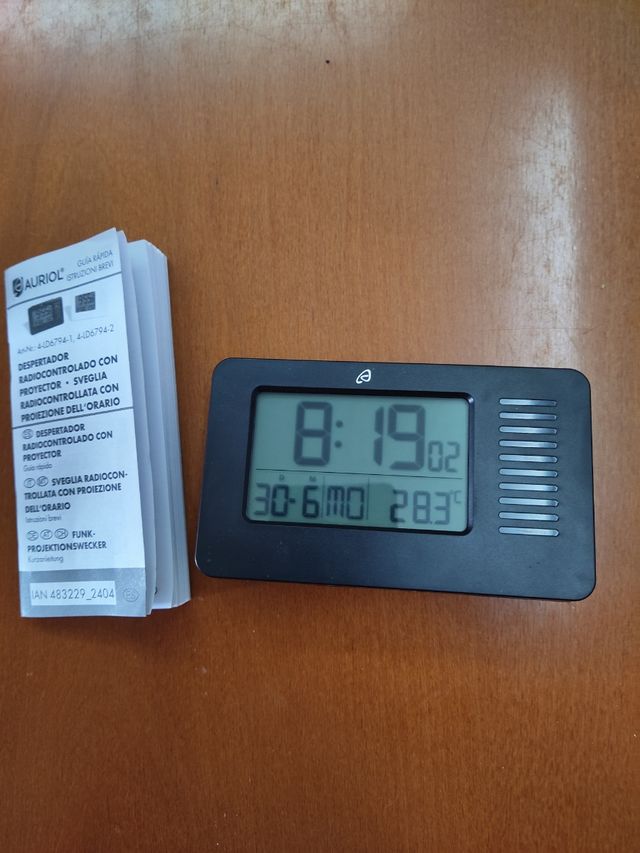 AURIOL®
GUÍA RÁPIDA
ISTRUZIONI BREVI
Art-Nr.: 4-LD6794-1, 4-LD6794-2
DESPERTADOR
RADIOCONTROLADO CON
PROYECTOR • SVEGLIA
RADIOCONTROLLATA CON
PROIEZIONE DELL'ORARIO
ES DESPERTADOR
RADIOCONTROLADO CON
PROYECTOR
Guía rápida
SVEGLIA RADIOCON-
TROLLATA CON PROIEZIONE
DELL'ORARIO
Istruzioni brevi
FUNK-
PROJEKTIONSWECKER
Kurzanleitung
IAN 483229_2404
ES
8:19 02
D M
30-6 MO 28.3 °C